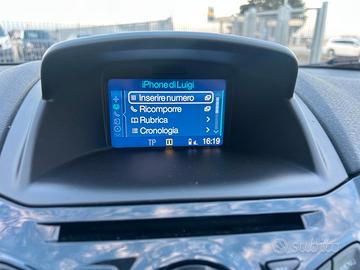 iPhone di Luigi
Inserire numero
Ricomporre
Rubrica
Cronologia
TP
16:19
subito